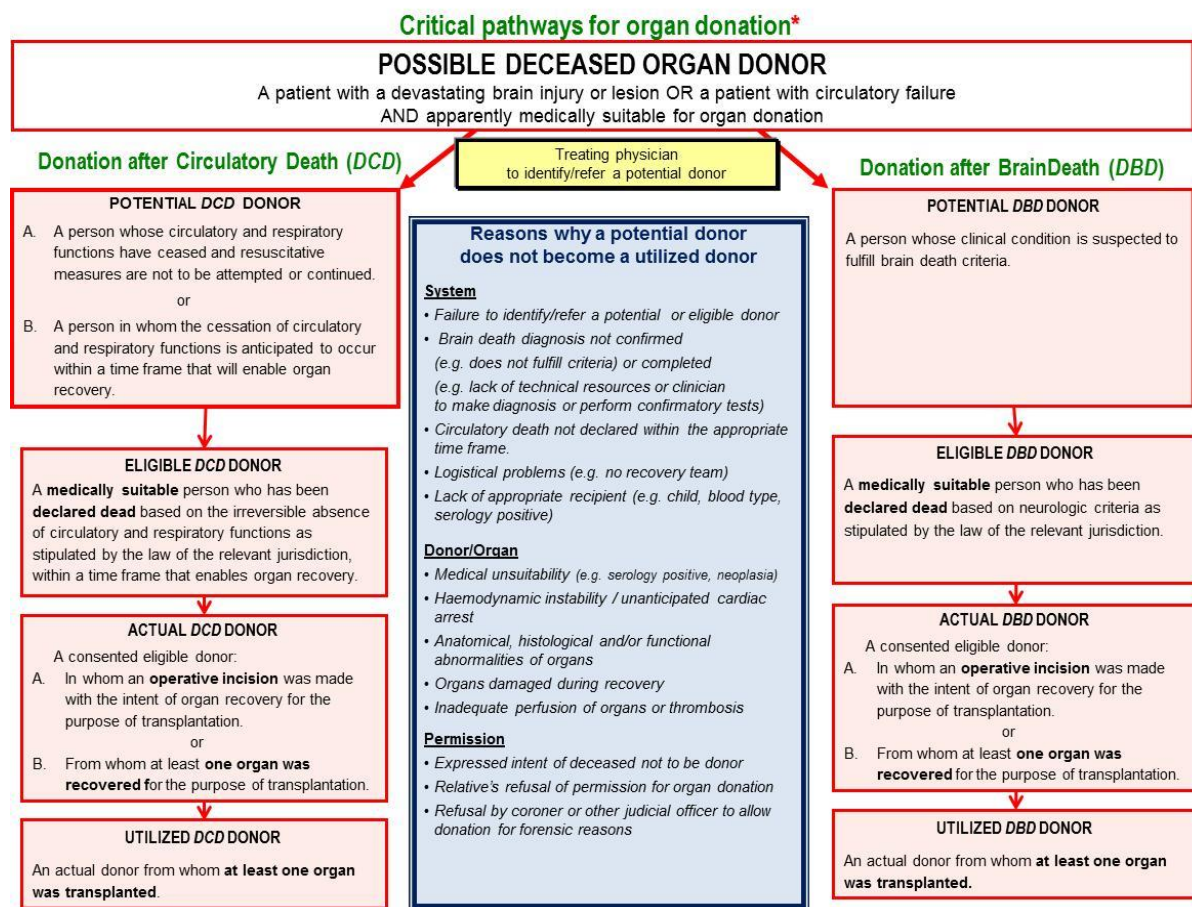 Critical pathways for organ donation*
POSSIBLE DECEASED ORGAN DONOR
A patient with a devastating brain injury or lesion OR a patient with circulatory failure
AND apparently medically suitable for organ donation
Treating physician
to identify/refer a potential donor
Donation after Circulatory Death (DCD)
POTENTIAL DCD DONOR
A. A person whose circulatory and respiratory
functions have ceased and resuscitative
measures are not to be attempted or continued.
or
B. A person in whom the cessation of circulatory
and respiratory functions is anticipated to occur
within a time frame that will enable organ
recovery.
ELIGIBLE DCD DONOR
A medically suitable person who has been
declared dead based on the irreversible absence
of circulatory and respiratory functions as
stipulated by the law of the relevant jurisdiction,
within a time frame that enables organ recovery.
ACTUAL DCD DONOR
A consented eligible donor:
A. In whom an operative incision was made
with the intent of organ recovery for the
purpose of transplantation.
or
B. From whom at least one organ was
recovered for the purpose of transplantation.
UTILIZED DCD DONOR
An actual donor from whom at least one organ
was transplanted.
Reasons why a potential donor
does not become a utilized donor
System
• Failure to identify/refer a potential or eligible donor
• Brain death diagnosis not confirmed
(e.g. does not fulfill criteria) or completed
(e.g. lack of technical resources or clinician
to make diagnosis or perform confirmatory tests)
• Circulatory death not declared within the appropriate
time frame.
• Logistical problems (e.g. no recovery team)
• Lack of appropriate recipient (e.g. child, blood type,
serology positive)
Donor/Organ
• Medical unsuitability (e.g. serology positive, neoplasia)
• Haemodynamic instability / unanticipated cardiac
arrest
• Anatomical, histological and/or functional
abnormalities of organs
• Organs damaged during recovery
• Inadequate perfusion of organs or thrombosis
Permission
• Expressed intent of deceased not to be donor
• Relative's refusal of permission for organ donation
• Refusal by coroner or other judicial officer to allow
donation for forensic reasons
Donation after BrainDeath (DBD)
POTENTIAL DBD DONOR
A person whose clinical condition is suspected to
fulfill brain death criteria.
ELIGIBLE DBD DONOR
A medically suitable person who has been
declared dead based on neurologic criteria as
stipulated by the law of the relevant jurisdiction.
ACTUAL DBD DONOR
A consented eligible donor:
A. In whom an operative incision was made
with the intent of organ recovery for the
purpose of transplantation.
or
B. From whom at least one organ was
recovered for the purpose of transplantation.
UTILIZED DBD DONOR
An actual donor from whom at least one organ
was transplanted.